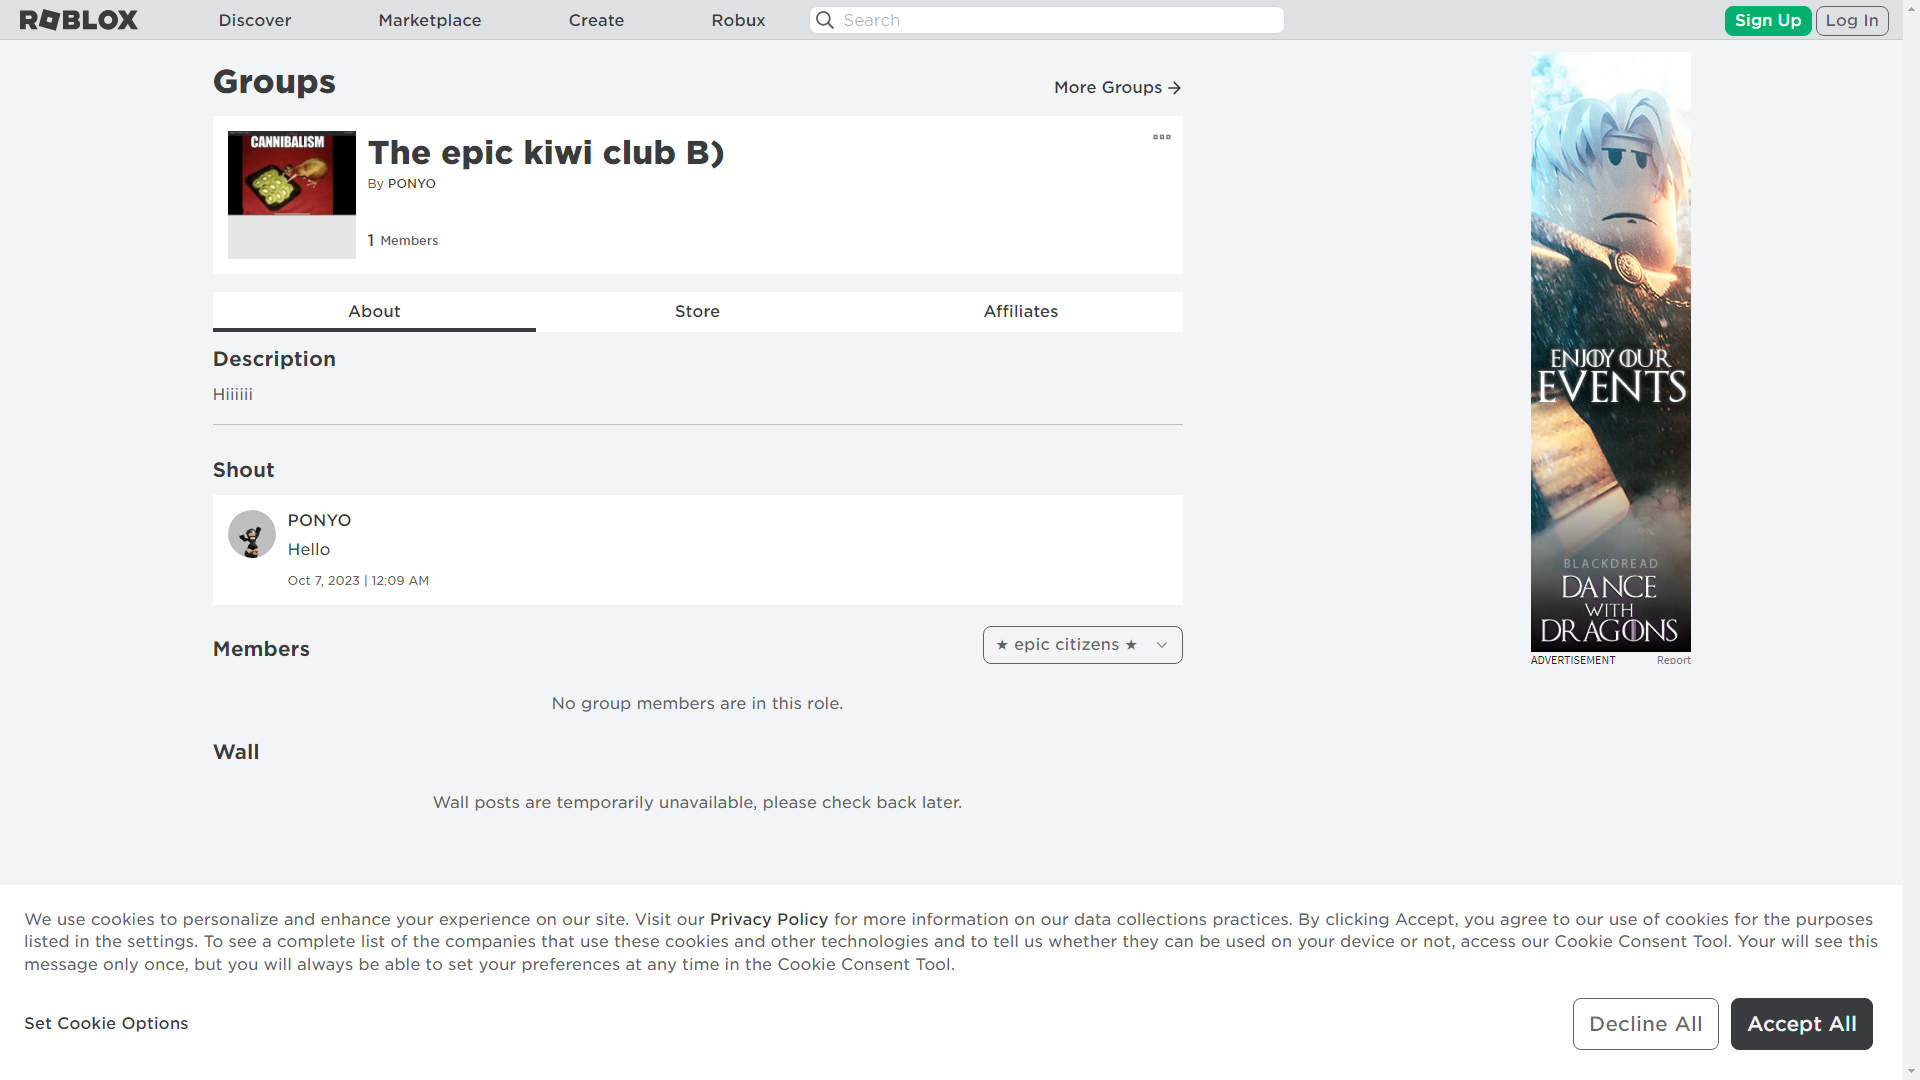 ROBLOX
Discover
Marketplace
Create
Robux
Search
Sign Up
Log In
Groups
More Groups
CANNIBALISM
The epic kiwi club B)
By PONYO
1 Members
About
Store
Affiliates
Description
Hiiiiii
Shout
PONYO
Hello
Oct 7, 2023 | 12:09 AM
Members
★ epic citizens ★
No group members are in this role.
Wall
Wall posts are temporarily unavailable, please check back later.
ENJOY OUR
EVENTS
BLACKDREAD
DANCE
WITH
DRAGONS
ADVERTISEMENT
Report
We use cookies to personalize and enhance your experience on our site. Visit our Privacy Policy for more information on our data collections practices. By clicking Accept, you agree to our use of cookies for the purposes
listed in the settings. To see a complete list of the companies that use these cookies and other technologies and to tell us whether they can be used on your device or not, access our Cookie Consent Tool. Your will see this
message only once, but you will always be able to set your preferences at any time in the Cookie Consent Tool.
Set Cookie Options
Decline All
Accept All